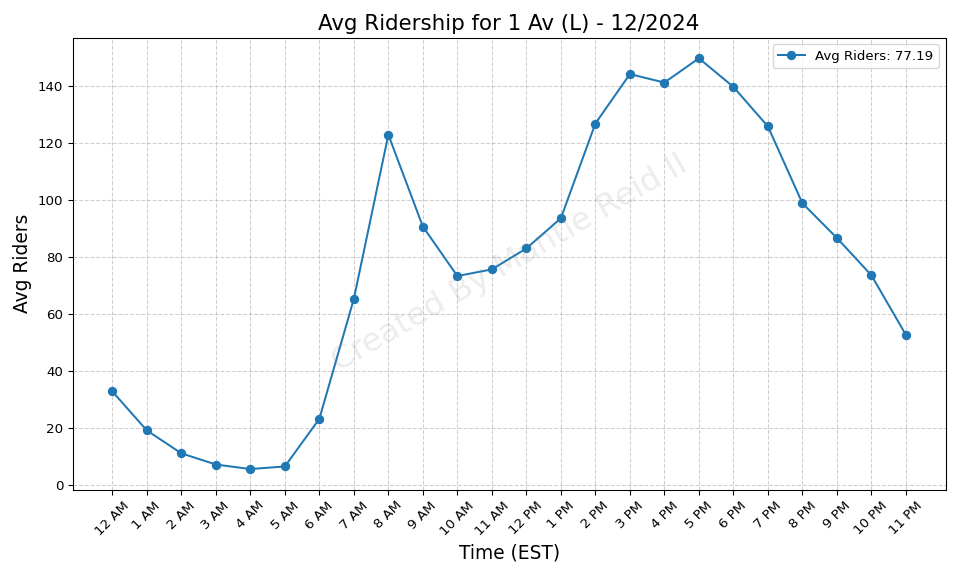 Avg Ridership for 1 Av (L) - 12/2024
Avg Riders: 77.19
Avg Riders
140
120
100
80
60
40
20
0
Created By Mantle Reid II
12 AM
1 AM
2 AM
3 AM
4 AM
5 AM
6 AM
7 AM
8 AM
9 AM
10 AM
11 AM
12 PM
1 PM
2 PM
3 PM
4 PM
5 PM
6 PM
7 PM
8 PM
9 PM
10 PM
11 PM
Time (EST)